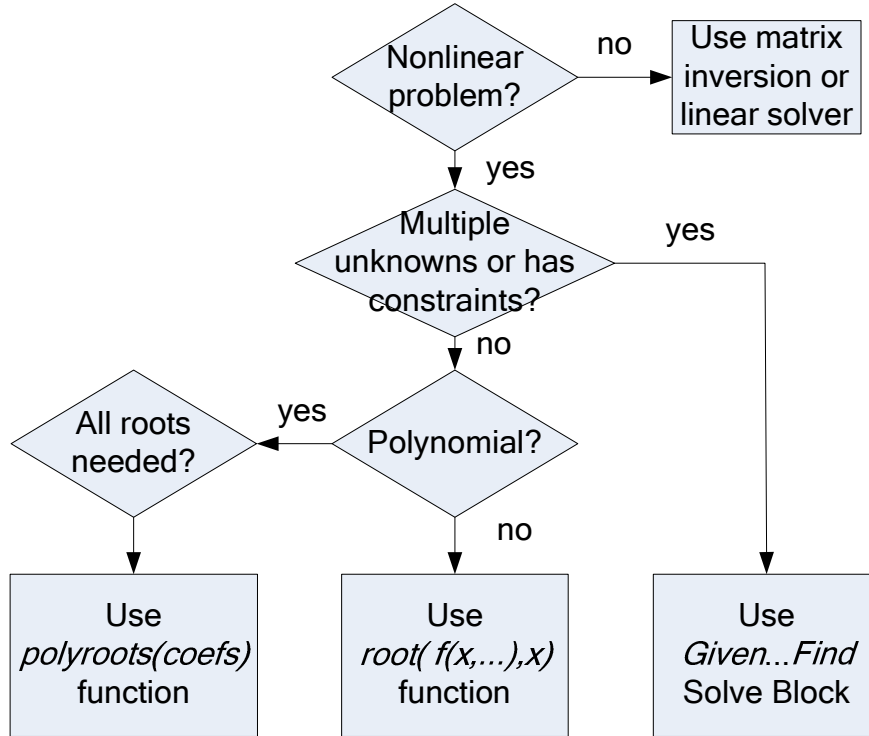 Nonlinear
problem?
no
Use matrix
inversion or
linear solver
yes
Multiple
unknowns or has
constraints?
yes
no
Polynomial?
yes
All roots
needed?
no
Use
polyroots(coefs)
function
Use
root( f(x,...),x)
function
Use
Given...Find
Solve Block